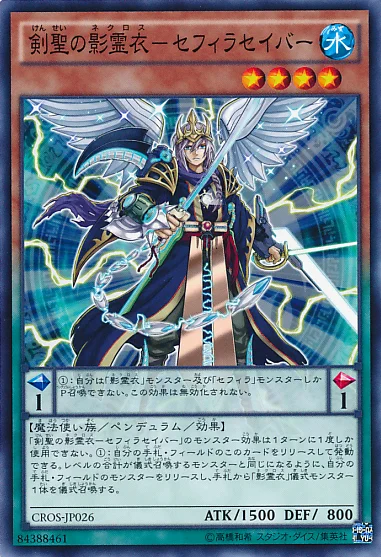 剣聖の影霊衣-セフィラセイバー
けんせい ネクロス
水
①:自分は「影霊衣」モンスター及び「セフィラ」モンスターしか
P召喚できない。この効果は無効化されない。
1
1
【魔法使い族/ペンデュラム/効果】
「剣聖の影霊衣-セフィラセイバー」のモンスター効果は1ターンに1度しか
使用できない。①:自分の手札・フィールドのこのカードをリリースして発動
できる。レベルの合計が儀式召喚するモンスターと同じになるように、自分の
手札・フィールドのモンスターをリリースし、手札から「影霊衣」儀式モンスター
1体を儀式召喚する。
CROS-JP026
ATK/1500 DEF/ 800
84388461
©高橋和希 スタジオ・ダイス/集英社